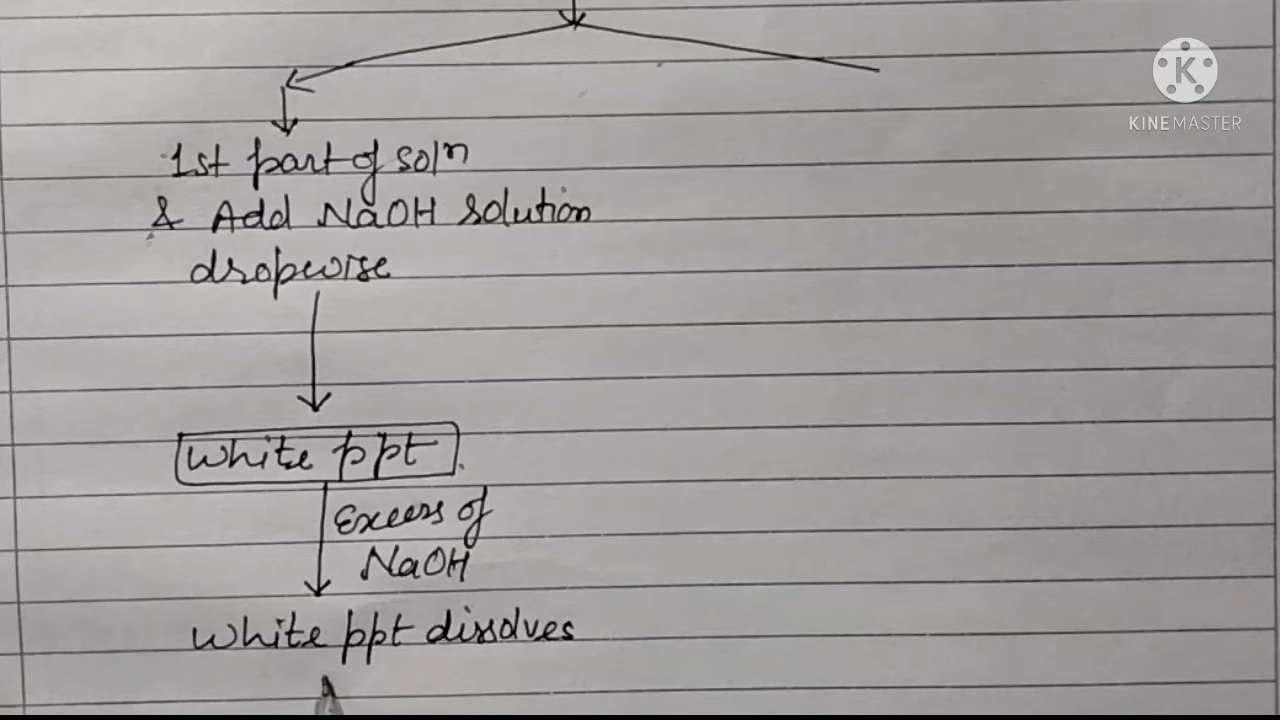 K
KINEMASTER
1st part of solⁿ
& Add NaOH solution
dropwise
White ppt.
Excess of
NaOH
White ppt dissolves